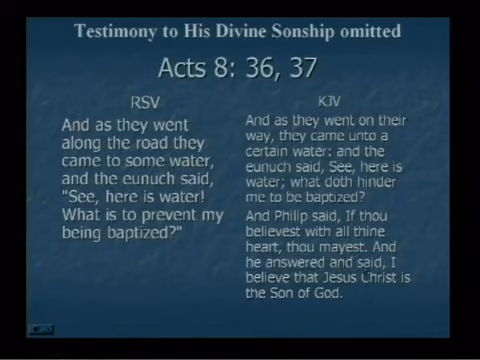 Testimony to His Divine Sonship omitted
Acts 8: 36, 37
RSV
And as they went
along the road they
came to some water,
and the eunuch said,
"See, here is water!
What is to prevent my
being baptized?"
KJV
And as they went on their
way, they came unto a
certain water: and the
eunuch said, See, here is
water; what doth hinder
me to be baptized?
And Philip said, If thou
believest with all thine
heart, thou mayest. And
he answered and said, I
believe that Jesus Christ is
the Son of God.